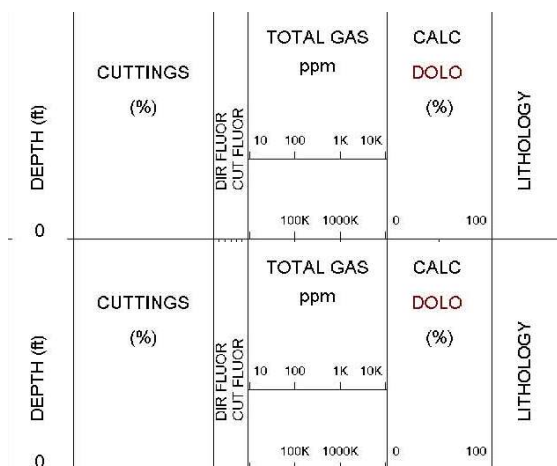 DEPTH (ft)
0
CUTTINGS
(%)
DIR FLUOR
CUT FLUOR
TOTAL GAS
ppm
10 100 1K 10K
100K 1000K
CALC
DOLO
(%)
0 100
LITHOLOGY
DEPTH (ft)
0
CUTTINGS
(%)
DIR FLUOR
CUT FLUOR
TOTAL GAS
ppm
10 100 1K 10K
100K 1000K
CALC
DOLO
(%)
0 100
LITHOLOGY